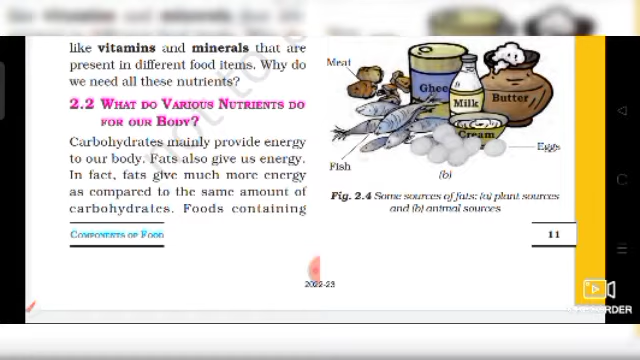 like vitamins and minerals that are
present in different food items. Why do
we need all these nutrients?
2.2 WHAT DO VARIOUS NUTRIENTS DO
FOR OUR BODY?
Carbohydrates mainly provide energy
to our body. Fats also give us energy.
In fact, fats give much more energy
as compared to the same amount of
carbohydrates. Foods containing
COMPONENTS OF FOOD
Meat
Ghee
Milk
Butter
Cream
Eggs
Fish
(b)
Fig. 2.4 Some sources of fats: (a) plant sources
and (b) animal sources
11
2022-23